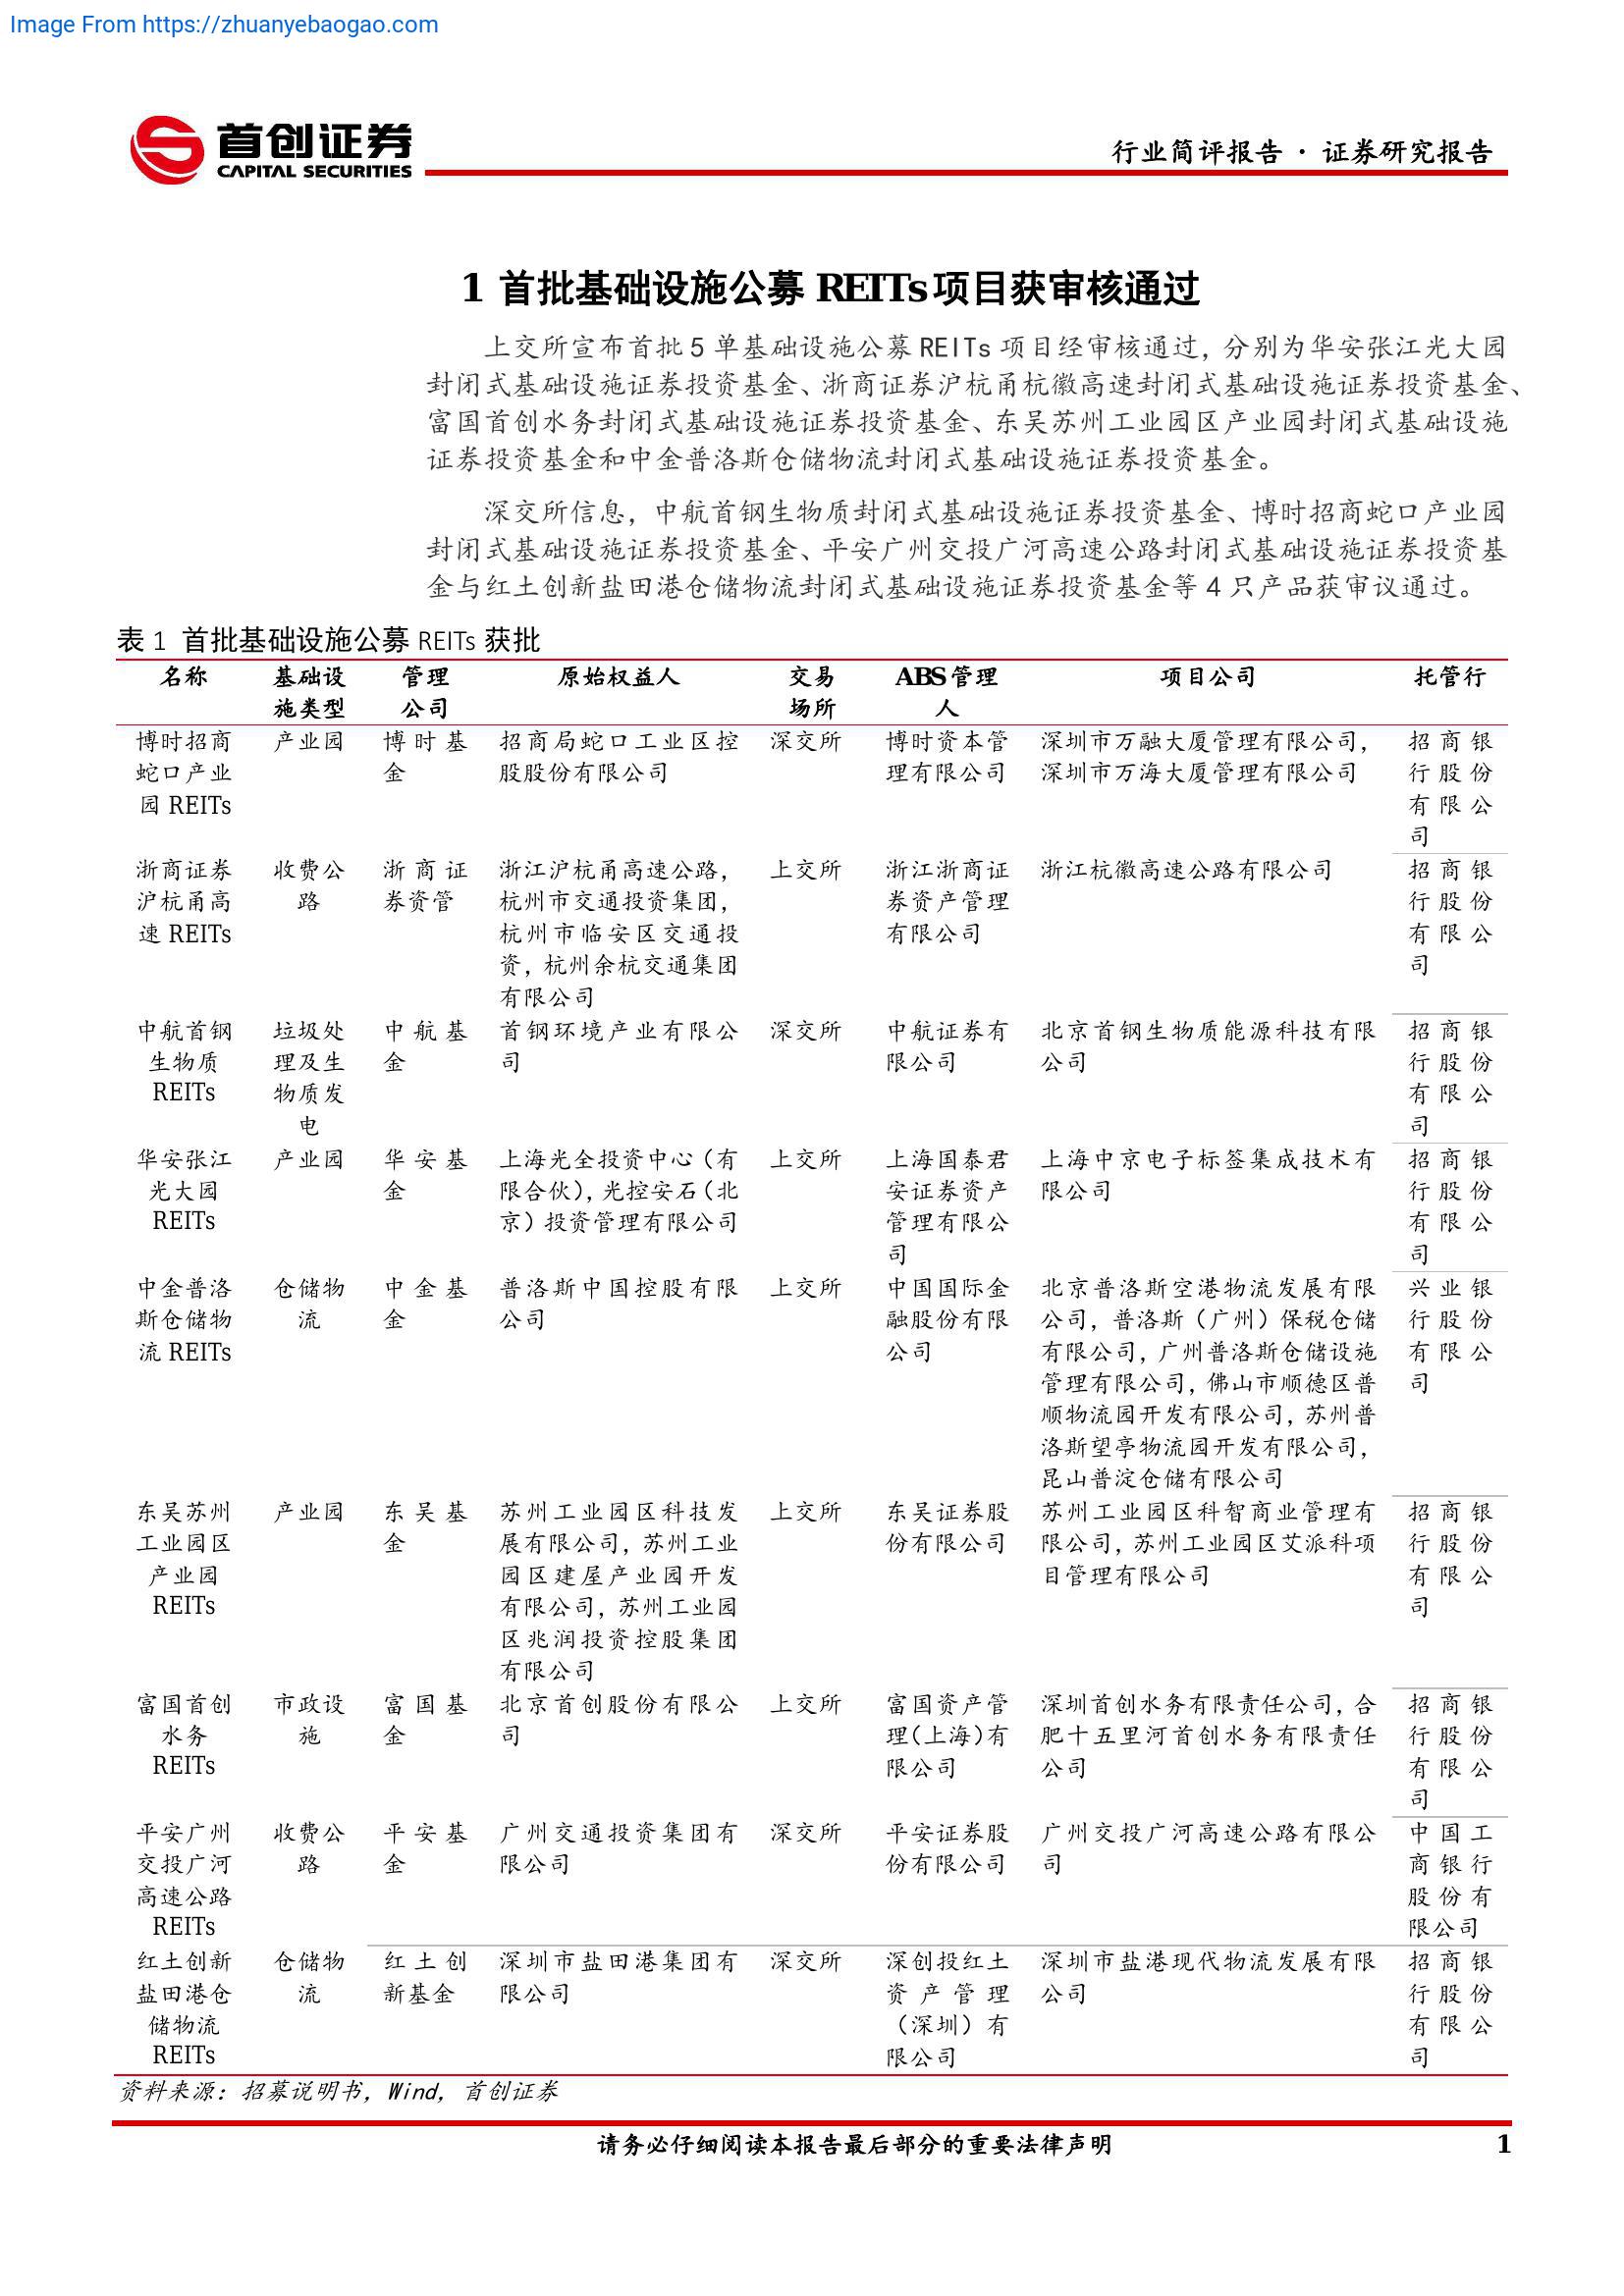 Image From https://zhuanyebaogao.com
首创证券
CAPITAL SECURITIES
行业简评报告 · 证券研究报告
1 首批基础设施公募 REITs 项目获审核通过
上交所宣布首批 5 单基础设施公募 REITs 项目经审核通过，分别为华安张江光大园
封闭式基础设施证券投资基金、浙商证券沪杭甬杭徽高速封闭式基础设施证券投资基金、
富国首创水务封闭式基础设施证券投资基金、东吴苏州工业园区产业园封闭式基础设施
证券投资基金和中金普洛斯仓储物流封闭式基础设施证券投资基金。
深交所信息，中航首钢生物质封闭式基础设施证券投资基金、博时招商蛇口产业园
封闭式基础设施证券投资基金、平安广州交投广河高速公路封闭式基础设施证券投资基
金与红土创新盐田港仓储物流封闭式基础设施证券投资基金等 4 只产品获审议通过。
表 1 首批基础设施公募 REITs 获批
名称 基础设 管理 原始权益人 交易 ABS 管理 项目公司 托管行
施类型 公司 场所 人
博时招商 产业园 博时基 招商局蛇口工业区控 深交所 博时资本管 深圳市万融大厦管理有限公司， 招商银
蛇口产业 金 股股份有限公司 理有限公司 深圳市万海大厦管理有限公司 行股份
园 REITs 有限公
司
浙商证券 收费公 浙商证 浙江沪杭甬高速公路， 上交所 浙江浙商证 浙江杭徽高速公路有限公司 招商银
沪杭甬高 路 券资管 杭州市交通投资集团， 券资产管理 行股份
速 REITs 杭州市临安区交通投 有限公司 有限公
资，杭州余杭交通集团 司
有限公司
中航首钢 垃圾处 中航基 首钢环境产业有限公 深交所 中航证券有 北京首钢生物质能源科技有限 招商银
生物质 理及生 金 司 限公司 公司 行股份
REITs 物质发 有限公
电 司
华安张江 产业园 华安基 上海光全投资中心（有 上交所 上海国泰君 上海中京电子标签集成技术有 招商银
光大园 金 限合伙），光控安石（北 安证券资产 限公司 行股份
REITs 京）投资管理有限公司 管理有限公 有限公
司 司
中金普洛 仓储物 中金基 普洛斯中国控股有限 上交所 中国国际金 北京普洛斯空港物流发展有限 兴业银
斯仓储物 流 金 公司 融股份有限 公司，普洛斯（广州）保税仓储 行股份
流 REITs 公司 有限公司，广州普洛斯仓储设施 有限公
管理有限公司，佛山市顺德区普 司
顺物流园开发有限公司，苏州普
洛斯望亭物流园开发有限公司，
昆山普淀仓储有限公司
东吴苏州 产业园 东吴基 苏州工业园区科技发 上交所 东吴证券股 苏州工业园区科智商业管理有 招商银
工业园区 金 展有限公司，苏州工业 份有限公司 限公司，苏州工业园区艾派科项 行股份
产业园 园区建屋产业园开发 目管理有限公司 有限公
REITs 有限公司，苏州工业园 司
区兆润投资控股集团
有限公司
富国首创 市政设 富国基 北京首创股份有限公 上交所 富国资产管 深圳首创水务有限责任公司，合 招商银
水务 施 金 司 理(上海)有 肥十五里河首创水务有限责任 行股份
REITs 限公司 公司 有限公
司
平安广州 收费公 平安基 广州交通投资集团有 深交所 平安证券股 广州交投广河高速公路有限公 中国工
交投广河 路 金 限公司 份有限公司 司 商银行
高速公路 股份有
REITs 限公司
红土创新 仓储物 红土创 深圳市盐田港集团有 深交所 深创投红土 深圳市盐港现代物流发展有限 招商银
盐田港仓 流 新基金 限公司 资产管理 公司 行股份
储物流 （深圳）有 有限公
REITs 限公司 司
资料来源：招募说明书，Wind，首创证券
请务必仔细阅读本报告最后部分的重要法律声明 1